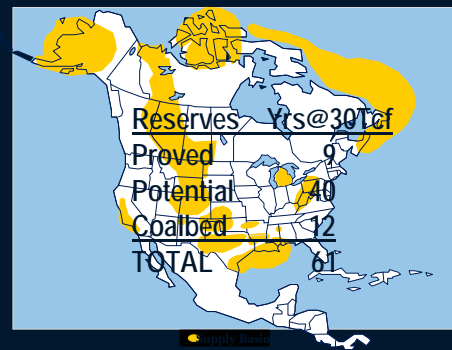 Reserves Yrs@30Tcf
Proved 9
Potential 40
Coalbed 12
TOTAL 61
Supply Basin